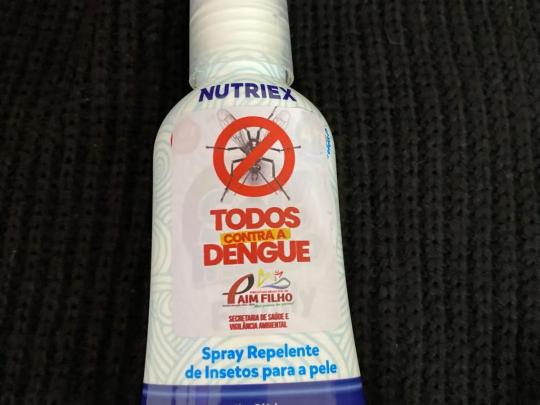 NUTRIEX
TODOS
CONTRA A
DENGUE
PAIM FILHO
SECRETARIA DE SAÚDE E
VIGILÂNCIA AMBIENTAL
Spray Repelente
de Insetos para a pele